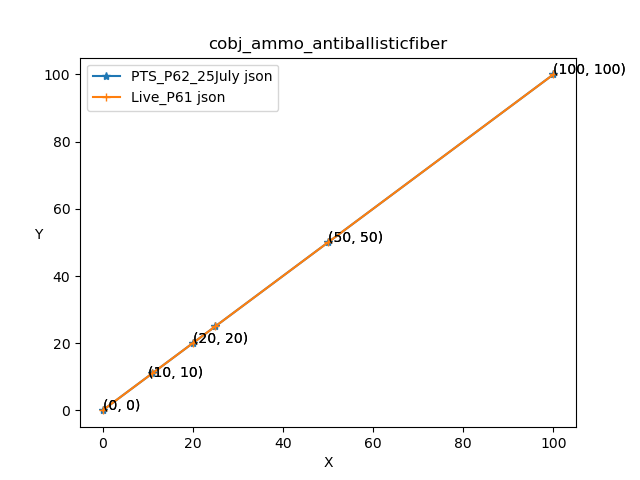 cobj_ammo_antiballisticfiber
PTS_P62_25July json
Live_P61 json
(100, 100)
(50, 50)
(20, 20)
(10, 10)
(0, 0)
100
80
60
40
20
0
Y
0 20 40 60 80 100
X